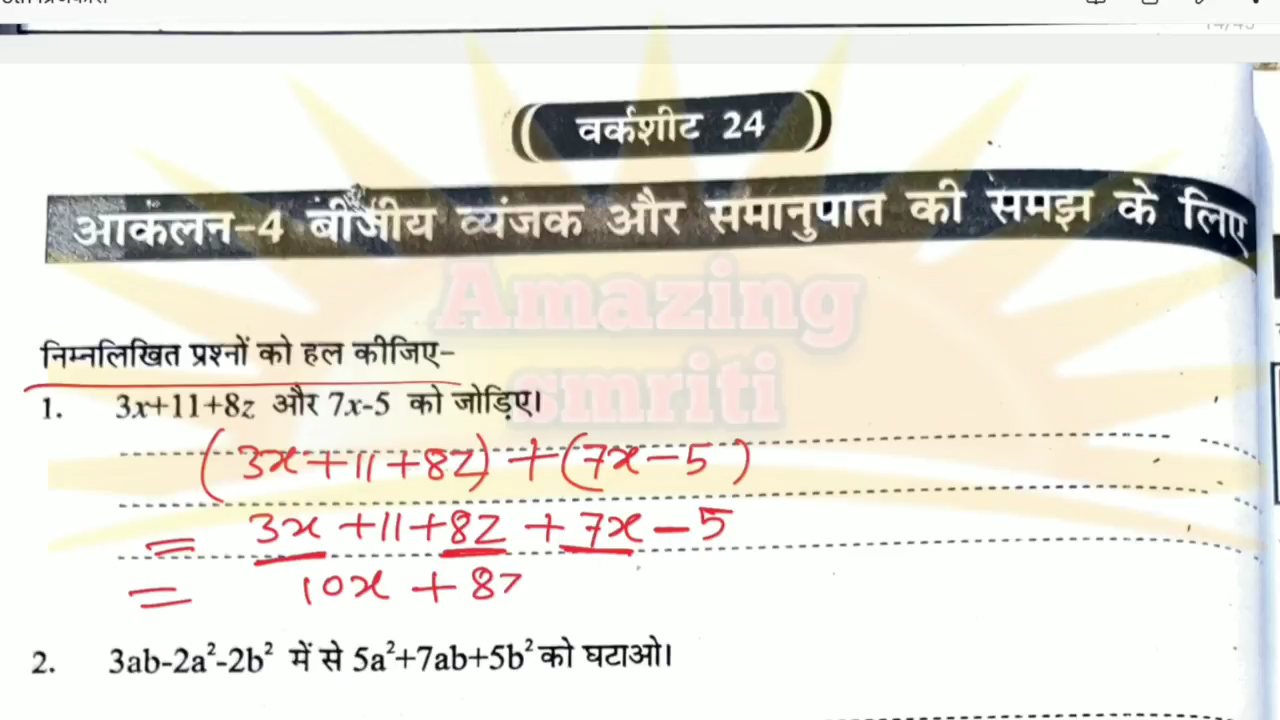 वर्कशीट 24
आकलन-4 बीजीय व्यंजक और समानुपात की समझ के लिए
Amazing
smriti
निम्नलिखित प्रश्नों को हल कीजिए-
1. 3x+11+8z और 7x-5 को जोड़िए।
(3x+11+8z)+(7x-5)
= 3x+11+8z+7x-5
= 10x+8z
2. 3ab-2a²-2b² में से 5a²+7ab+5b² को घटाओ।